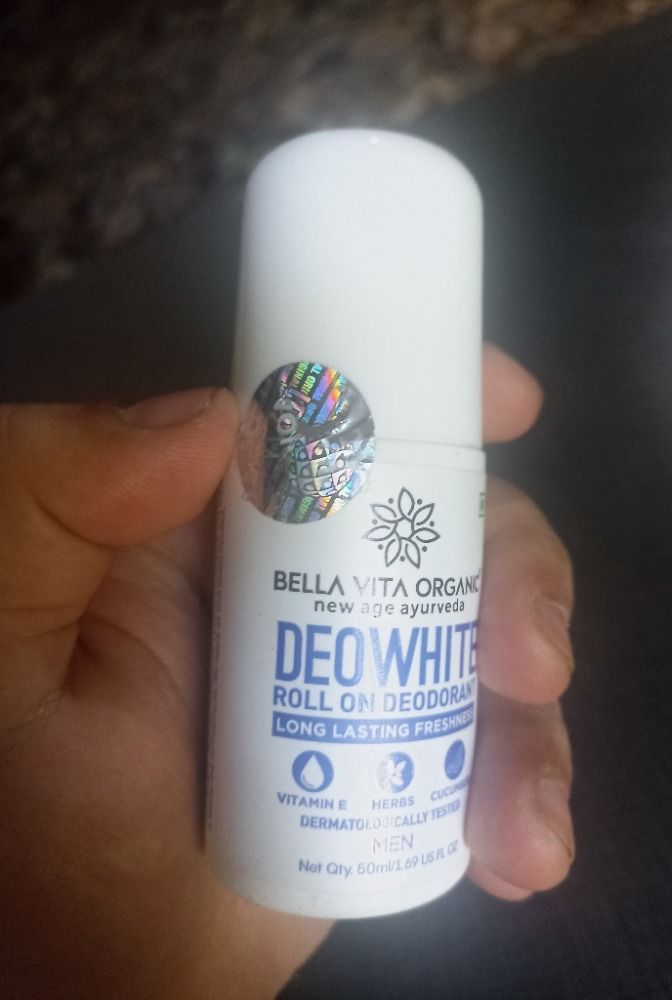 BELLA VITA ORGANIC
new age ayurveda
DEOWHITE
ROLL ON DEODORANT
LONG LASTING FRESHNESS
VITAMIN E HERBS CUCUMBER
DERMATOLOGICALLY TESTED
MEN
Net Qty. 50ml/1.69 US FL OZ